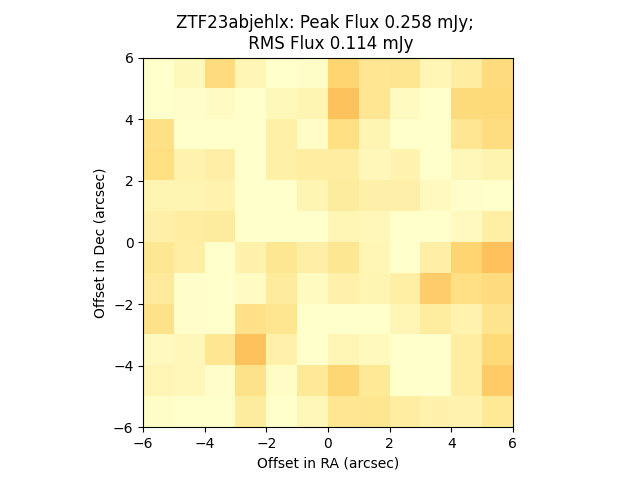 ZTF23abjehlx: Peak Flux 0.258 mJy;
RMS Flux 0.114 mJy
6
4
2
0
−2
−4
−6
Offset in Dec (arcsec)
−6 −4 −2 0 2 4 6
Offset in RA (arcsec)